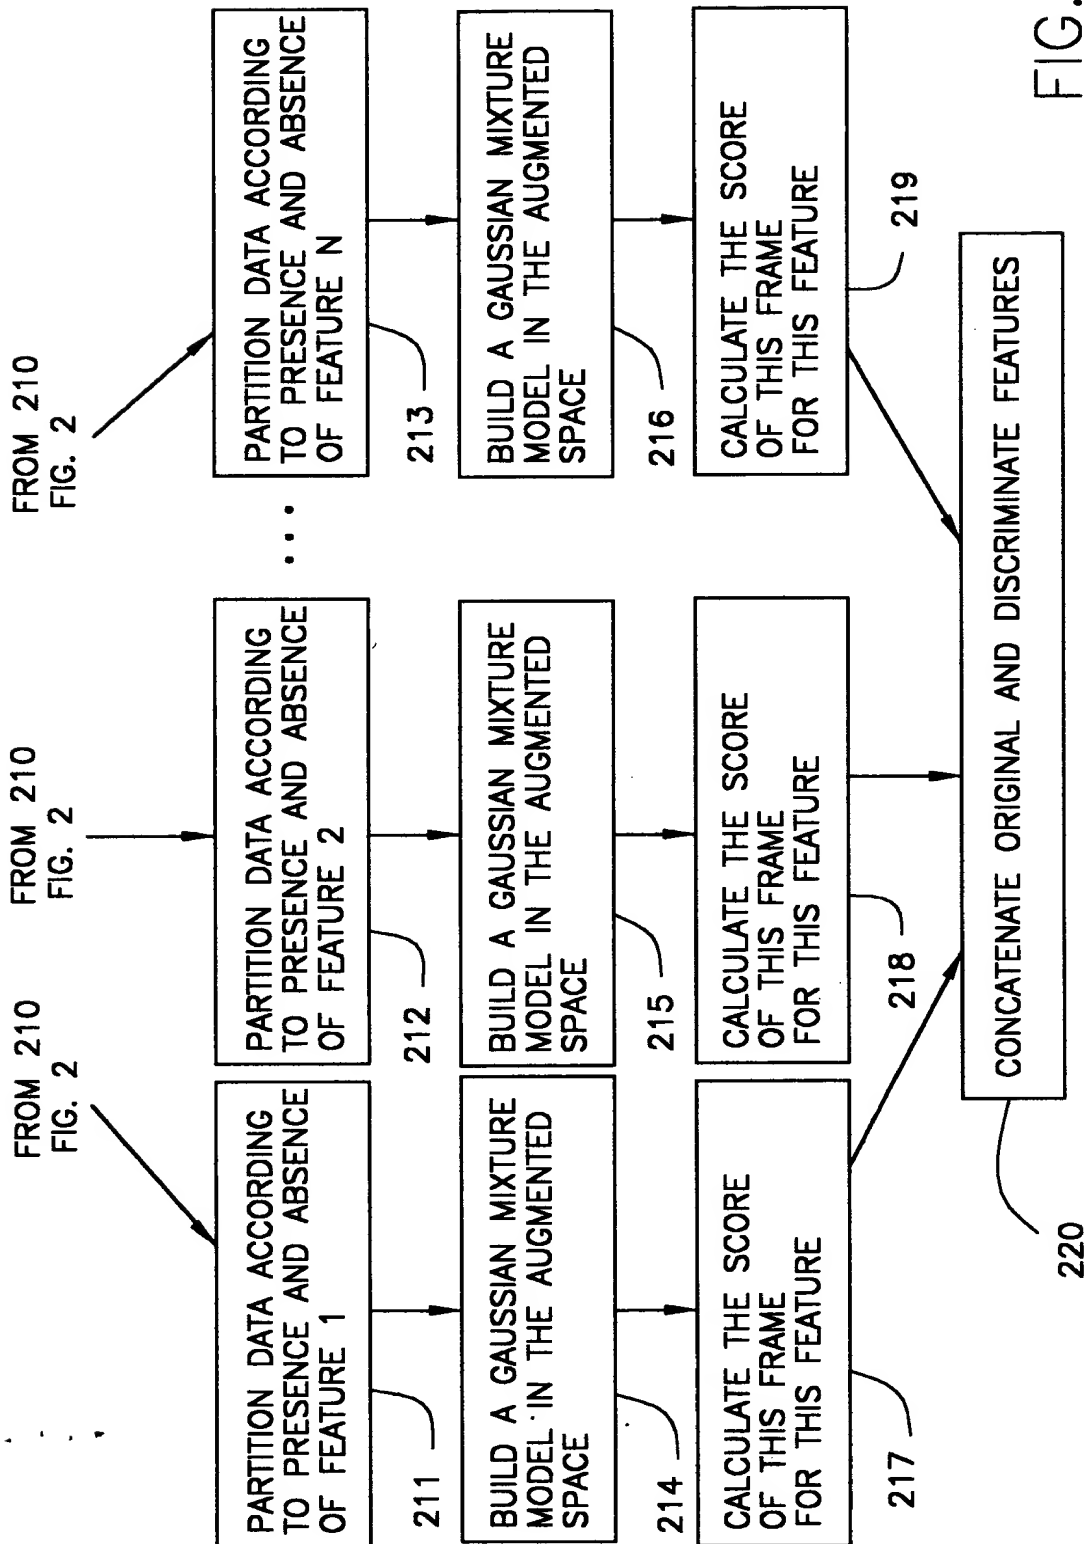 FROM 210
FIG. 2
FROM 210
FIG. 2
FROM 210
FIG. 2
PARTITION DATA ACCORDING
TO PRESENCE AND ABSENCE
OF FEATURE 1
211
PARTITION DATA ACCORDING
TO PRESENCE AND ABSENCE
OF FEATURE 2
212
...
PARTITION DATA ACCORDING
TO PRESENCE AND ABSENCE
OF FEATURE N
213
BUILD A GAUSSIAN MIXTURE
MODEL IN THE AUGMENTED
SPACE
214
BUILD A GAUSSIAN MIXTURE
MODEL IN THE AUGMENTED
SPACE
215
BUILD A GAUSSIAN MIXTURE
MODEL IN THE AUGMENTED
SPACE
216
CALCULATE THE SCORE
OF THIS FRAME
FOR THIS FEATURE
217
CALCULATE THE SCORE
OF THIS FRAME
FOR THIS FEATURE
218
CALCULATE THE SCORE
OF THIS FRAME
FOR THIS FEATURE
219
CONCATENATE ORIGINAL AND DISCRIMINATE FEATURES
220
FIG.